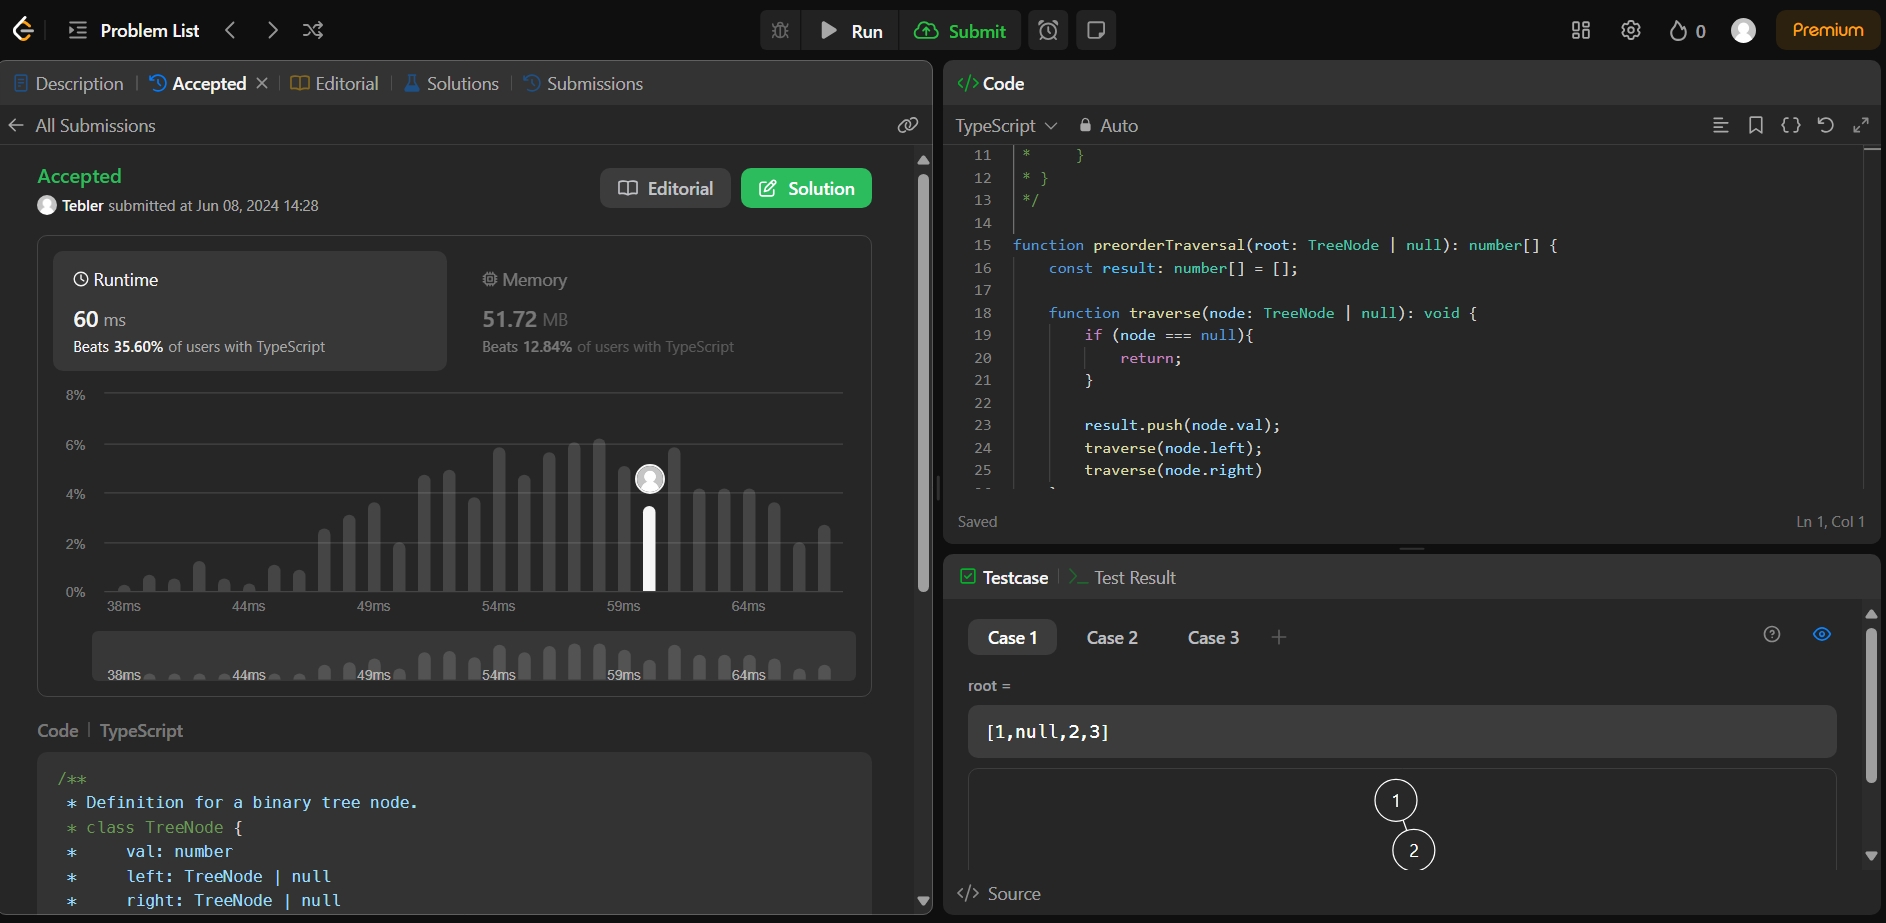 Problem List
Run
Submit
0
Premium
Description
Accepted
Editorial
Solutions
Submissions
All Submissions
Accepted
Tebler submitted at Jun 08, 2024 14:28
Editorial
Solution
Runtime
60 ms
Beats 35.60% of users with TypeScript
Memory
51.72 MB
Beats 12.84% of users with TypeScript
8%
6%
4%
2%
0%
38ms
44ms
49ms
54ms
59ms
64ms
38ms
44ms
49ms
54ms
59ms
64ms
Code | TypeScript
/**
* Definition for a binary tree node.
* class TreeNode {
*     val: number
*     left: TreeNode | null
*     right: TreeNode | null
</> Code
TypeScript
Auto
11 *     }
12 * }
13 */
14
15 function preorderTraversal(root: TreeNode | null): number[] {
16     const result: number[] = [];
17
18     function traverse(node: TreeNode | null): void {
19         if (node === null){
20             return;
21         }
22
23         result.push(node.val);
24         traverse(node.left);
25         traverse(node.right)
Saved
Ln 1, Col 1
Testcase
>_ Test Result
Case 1
Case 2
Case 3
+
root =
[1,null,2,3]
1
2
</> Source